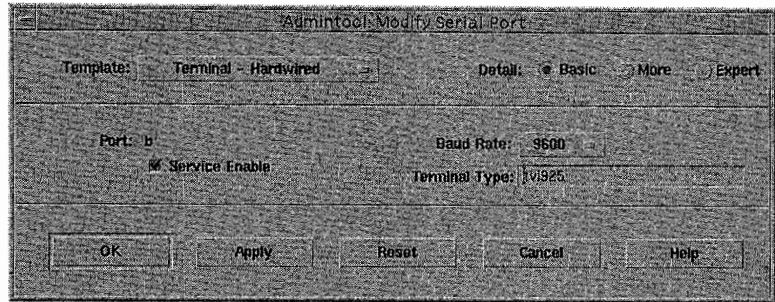 Admintool: Modify Serial Port
Template: Terminal - Hardwired Detail: Basic More Expert
Port: b Baud Rate: 9600
Service Enable
Terminal Type: tvi925
OK Apply Reset Cancel Help